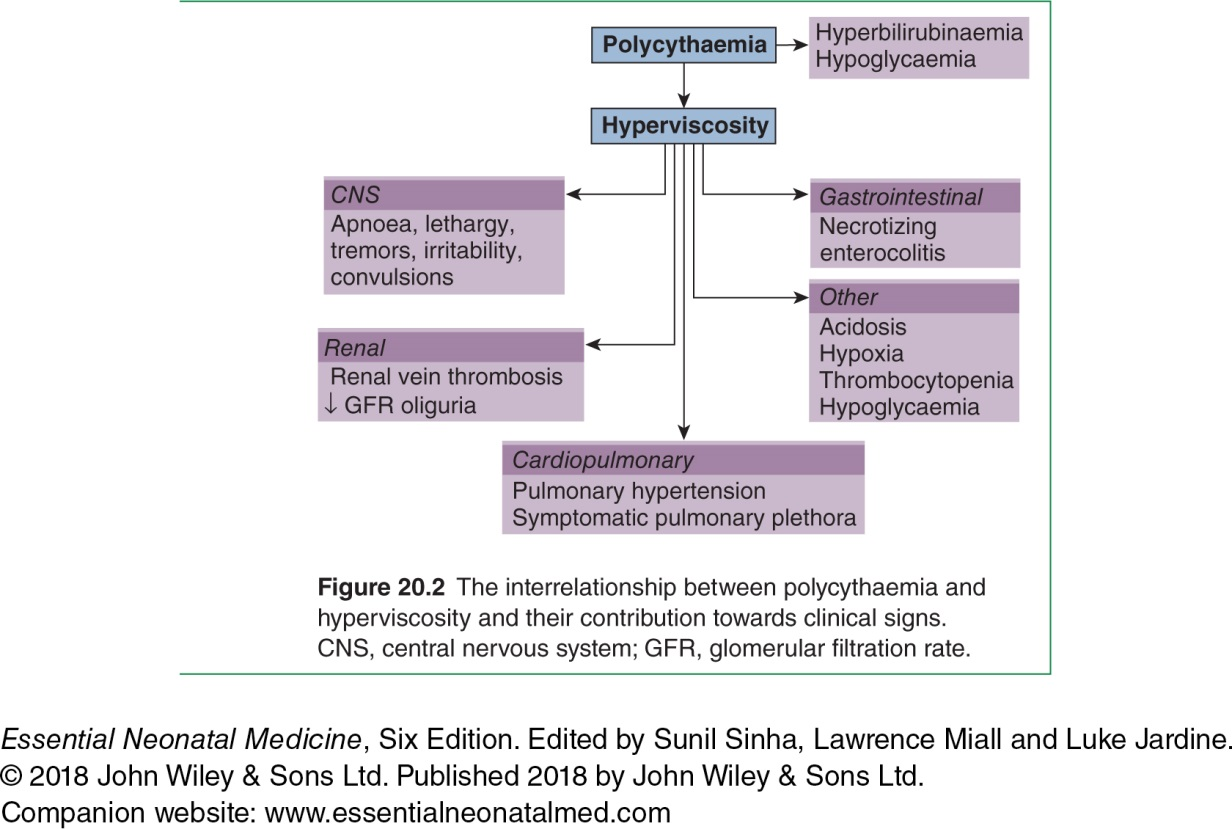 Polycythaemia
Hyperbilirubinaemia
Hypoglycaemia
Hyperviscosity
CNS
Apnoea, lethargy,
tremors, irritability,
convulsions
Gastrointestinal
Necrotizing
enterocolitis
Other
Acidosis
Hypoxia
Thrombocytopenia
Hypoglycaemia
Renal
Renal vein thrombosis
↓ GFR oliguria
Cardiopulmonary
Pulmonary hypertension
Symptomatic pulmonary plethora
Figure 20.2 The interrelationship between polycythaemia and
hyperviscosity and their contribution towards clinical signs.
CNS, central nervous system; GFR, glomerular filtration rate.
Essential Neonatal Medicine, Six Edition. Edited by Sunil Sinha, Lawrence Miall and Luke Jardine.
© 2018 John Wiley & Sons Ltd. Published 2018 by John Wiley & Sons Ltd.
Companion website: www.essentialneonatalmed.com